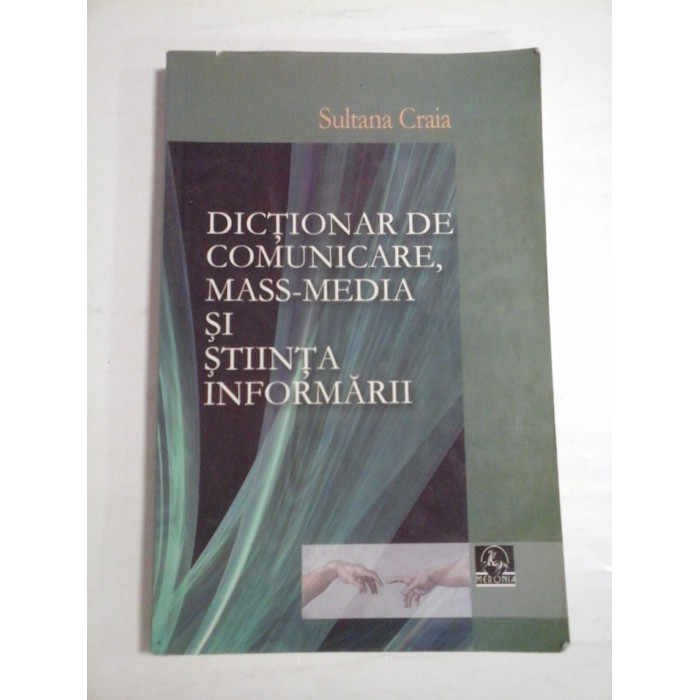 Sultana Craia
DICȚIONAR DE
COMUNICARE,
MASS-MEDIA
ȘI
ȘTIINȚA
INFORMĂRII
MERONIA